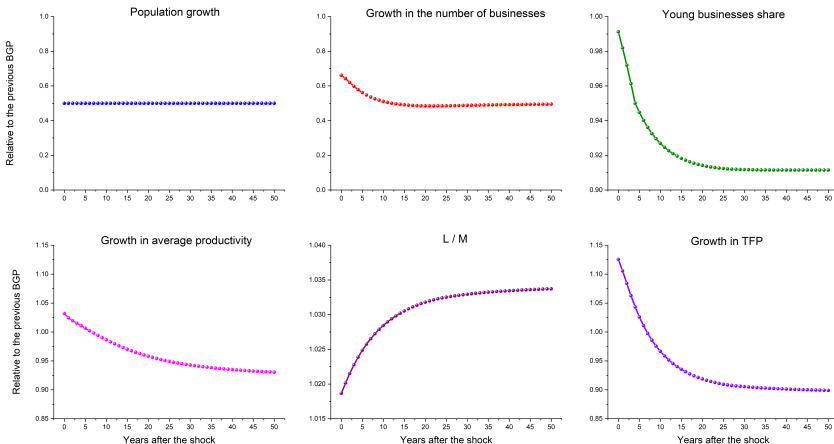 Population growth
Growth in the number of businesses
Young businesses share
Relative to the previous BGP
1.0
0.8
0.6
0.4
0.2
0.0
0 5 10 15 20 25 30 35 40 45 50
1.0
0.8
0.6
0.4
0.2
0.0
0 5 10 15 20 25 30 35 40 45 50
1.00
0.98
0.96
0.94
0.92
0.90
0 5 10 15 20 25 30 35 40 45 50
Growth in average productivity
L / M
Growth in TFP
Relative to the previous BGP
1.15
1.10
1.05
1.00
0.95
0.90
0.85
0 5 10 15 20 25 30 35 40 45 50
Years after the shock
1.040
1.035
1.030
1.025
1.020
1.015
0 5 10 15 20 25 30 35 40 45 50
Years after the shock
1.15
1.10
1.05
1.00
0.95
0.90
0.85
0 5 10 15 20 25 30 35 40 45 50
Years after the shock